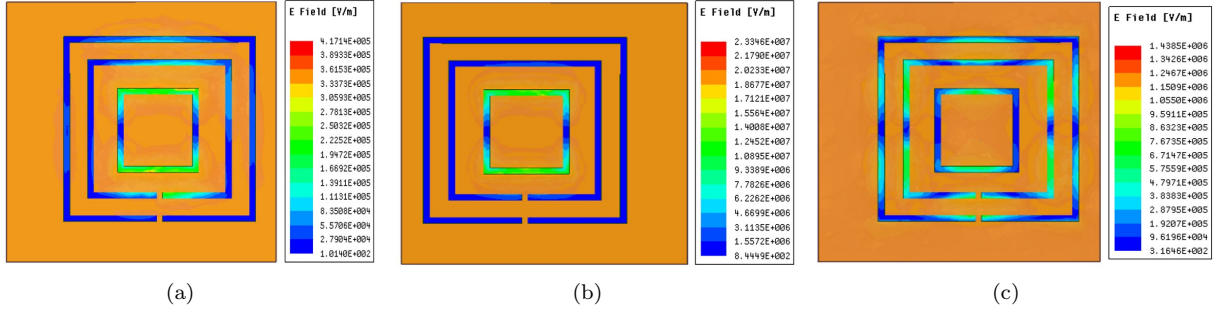 E Field [V/m]
4.1714E+005
3.8933E+005
3.6153E+005
3.3373E+005
3.0593E+005
2.7813E+005
2.5032E+005
2.2252E+005
1.9472E+005
1.6692E+005
1.3911E+005
1.1131E+005
8.3508E+004
5.5706E+004
2.7904E+004
1.0140E+002
(a)
E Field [V/m]
2.3346E+007
2.1790E+007
2.0233E+007
1.8677E+007
1.7121E+007
1.5564E+007
1.4008E+007
1.2452E+007
1.0895E+007
9.3389E+006
7.7826E+006
6.2262E+006
4.6699E+006
3.1135E+006
1.5572E+006
8.4449E+002
(b)
E Field [V/m]
1.4385E+006
1.3426E+006
1.2467E+006
1.1509E+006
1.0550E+006
9.5911E+005
8.6323E+005
7.6735E+005
6.7147E+005
5.7559E+005
4.7971E+005
3.8383E+005
2.8795E+005
1.9207E+005
9.6196E+004
3.1646E+002
(c)